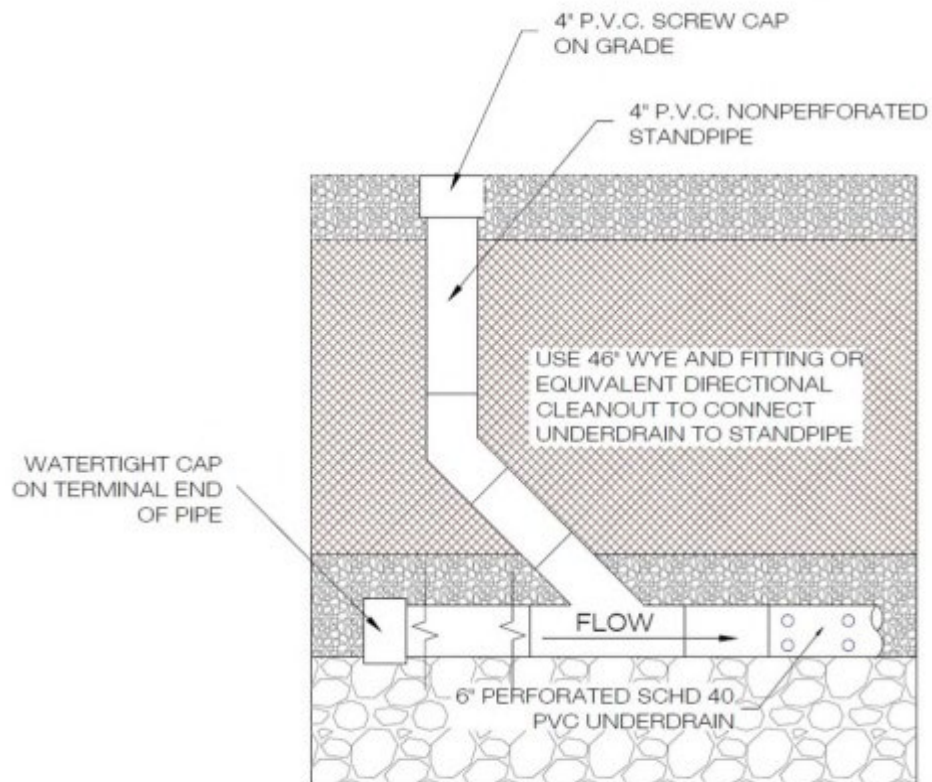 4" P.V.C. SCREW CAP
ON GRADE
4" P.V.C. NONPERFORATED
STANDPIPE
USE 46" WYE AND FITTING OR
EQUIVALENT DIRECTIONAL
CLEANOUT TO CONNECT
UNDERDRAIN TO STANDPIPE
WATERTIGHT CAP
ON TERMINAL END
OF PIPE
FLOW
6" PERFORATED SCHD 40
PVC UNDERDRAIN